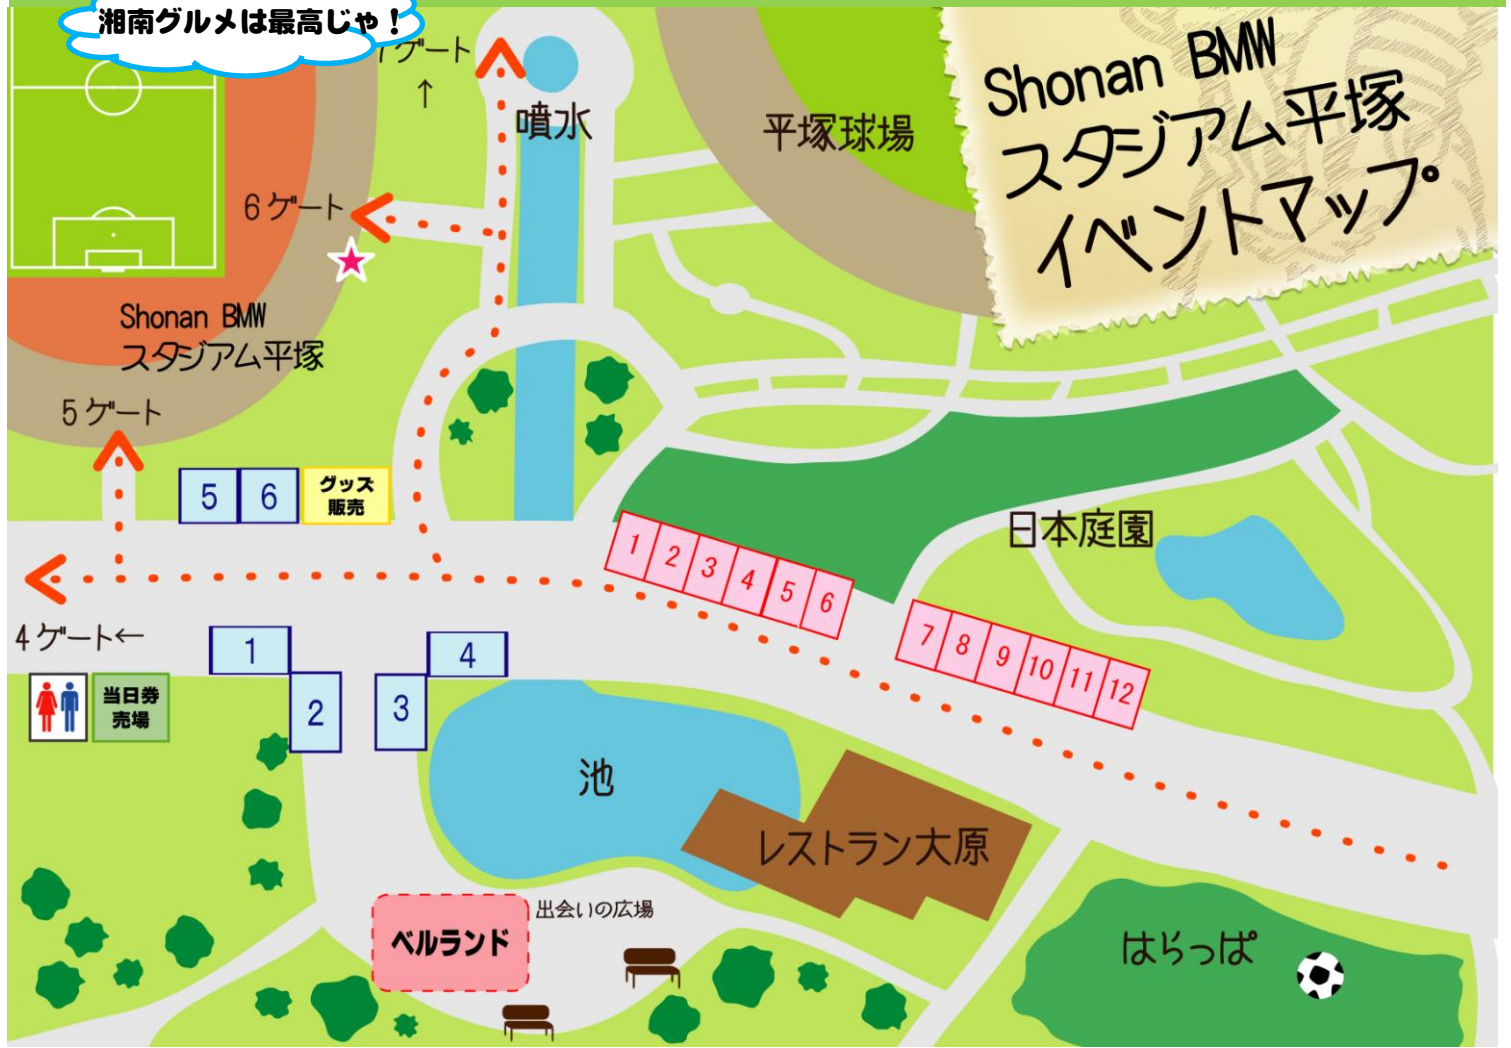 湘南グルメは最高じゃ!
Shonan BMW
スタジアム平塚
イベントマップ
7ゲート
↑
噴水
平塚球場
6ゲート
Shonan BMW
スタジアム平塚
5ゲート
5
6
グッズ
販売
日本庭園
1
2
3
4
5
6
7
8
9
10
11
12
4ゲート←
1
2
3
4
当日券
売場
池
レストラン大原
出会いの広場
ベルランド
はらっぱ